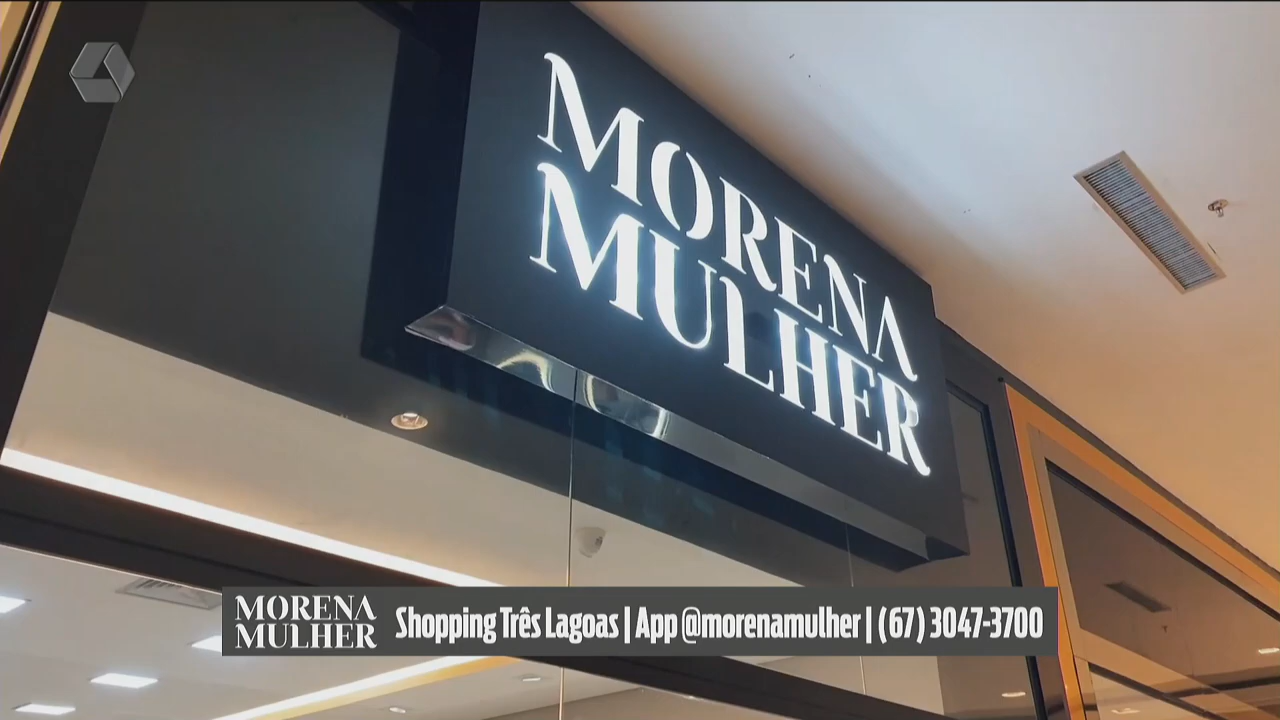 MORENA
MULHER
MORENA
MULHER
Shopping Três Lagoas | App @morenamulher | (67) 3047-3700